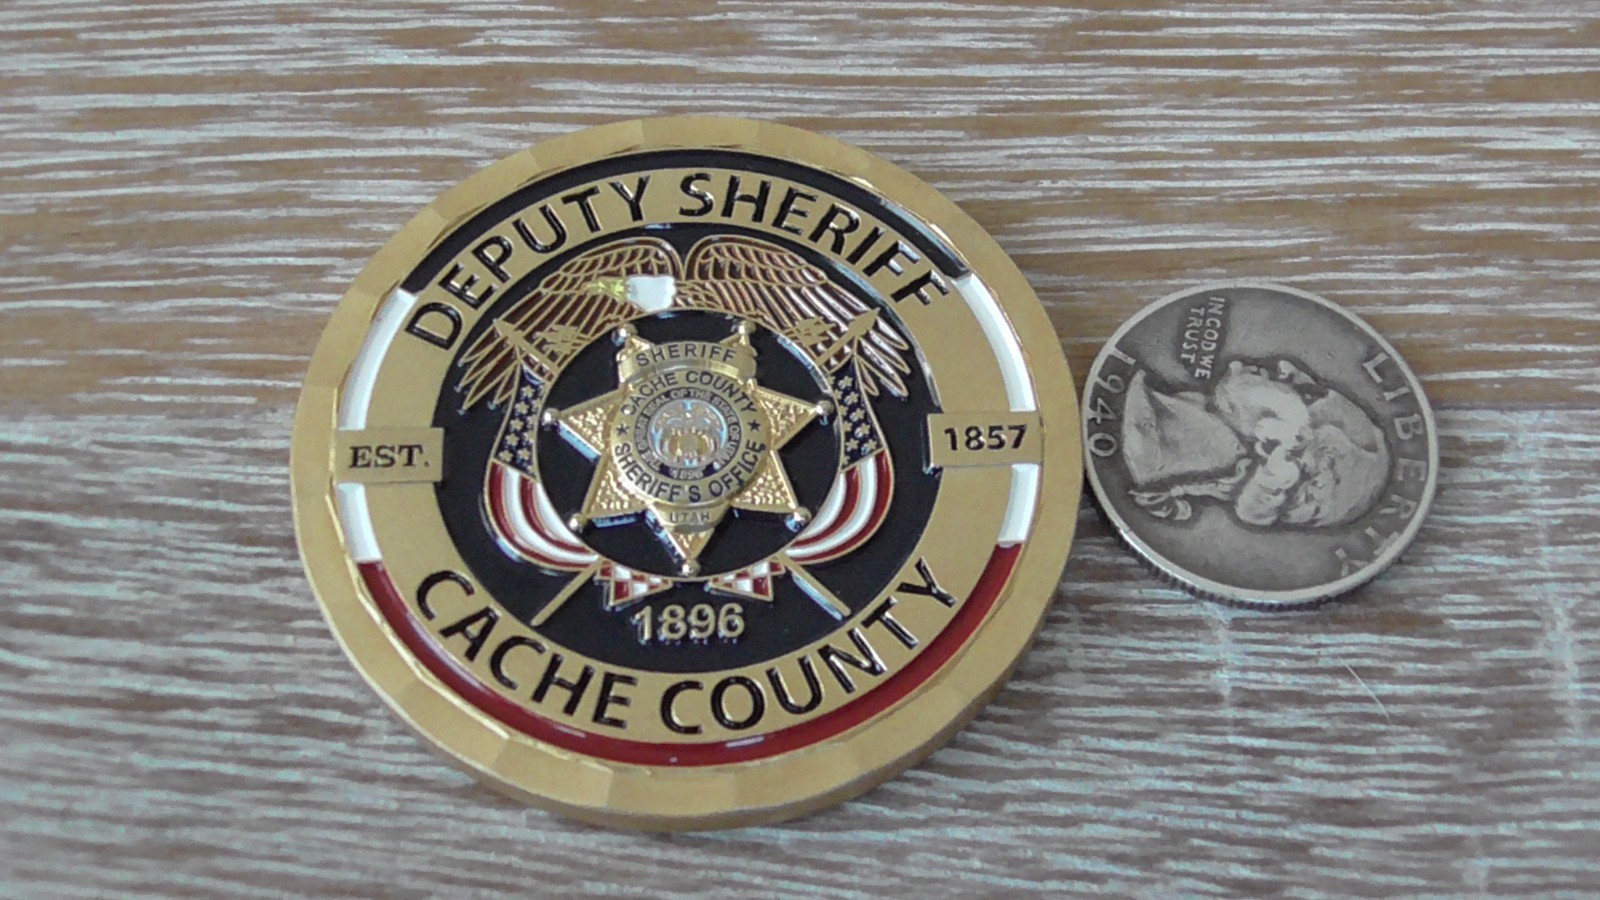 DEPUTY SHERIFF
EST.
1857
SHERIFF
CACHE COUNTY
SHERIFF'S OFFICE
UTAH
1896
CACHE COUNTY
LIBERTY
IN GOD WE
TRUST
1940